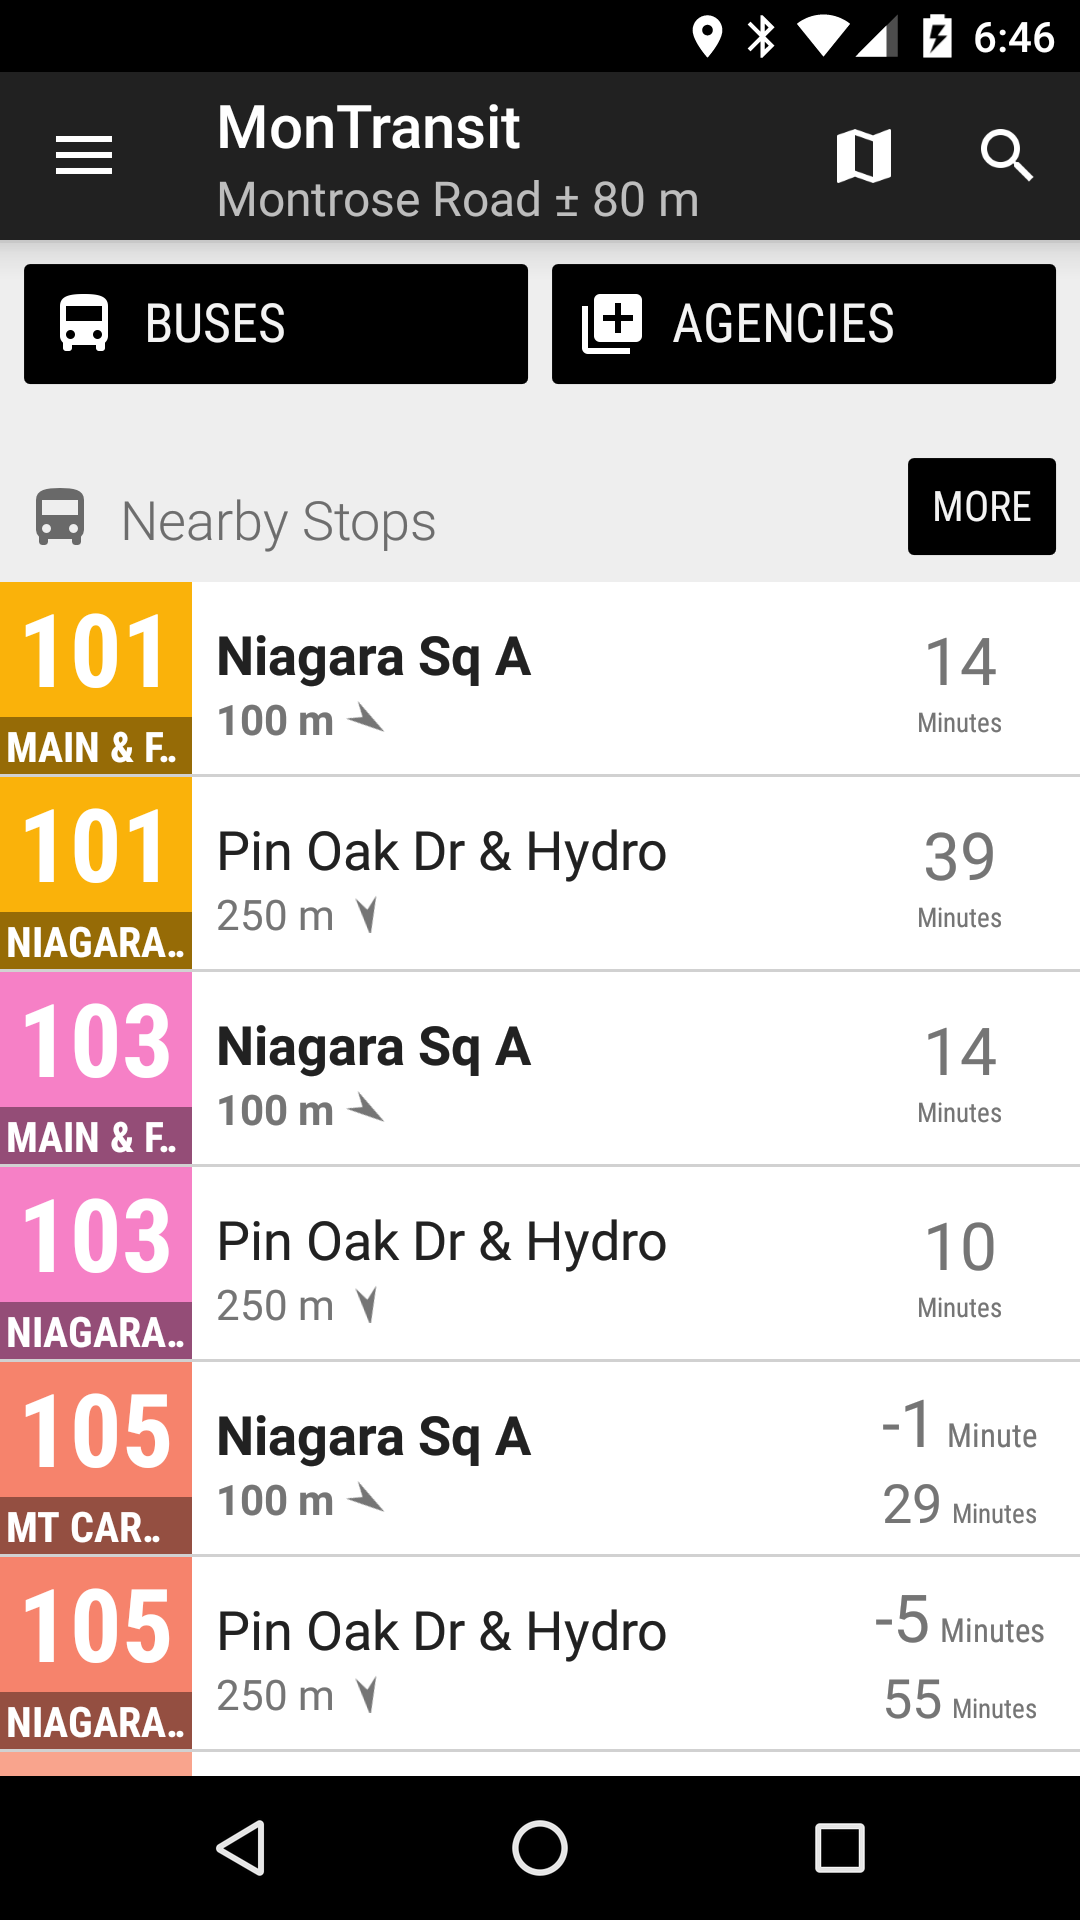 6:46
MonTransit
Montrose Road ± 80 m
BUSES
AGENCIES
Nearby Stops
MORE
101
MAIN & F..
Niagara Sq A
100 m
14
Minutes
101
NIAGARA..
Pin Oak Dr & Hydro
250 m
39
Minutes
103
MAIN & F..
Niagara Sq A
100 m
14
Minutes
103
NIAGARA..
Pin Oak Dr & Hydro
250 m
10
Minutes
105
MT CAR..
Niagara Sq A
100 m
-1 Minute
29 Minutes
105
NIAGARA..
Pin Oak Dr & Hydro
250 m
-5 Minutes
55 Minutes